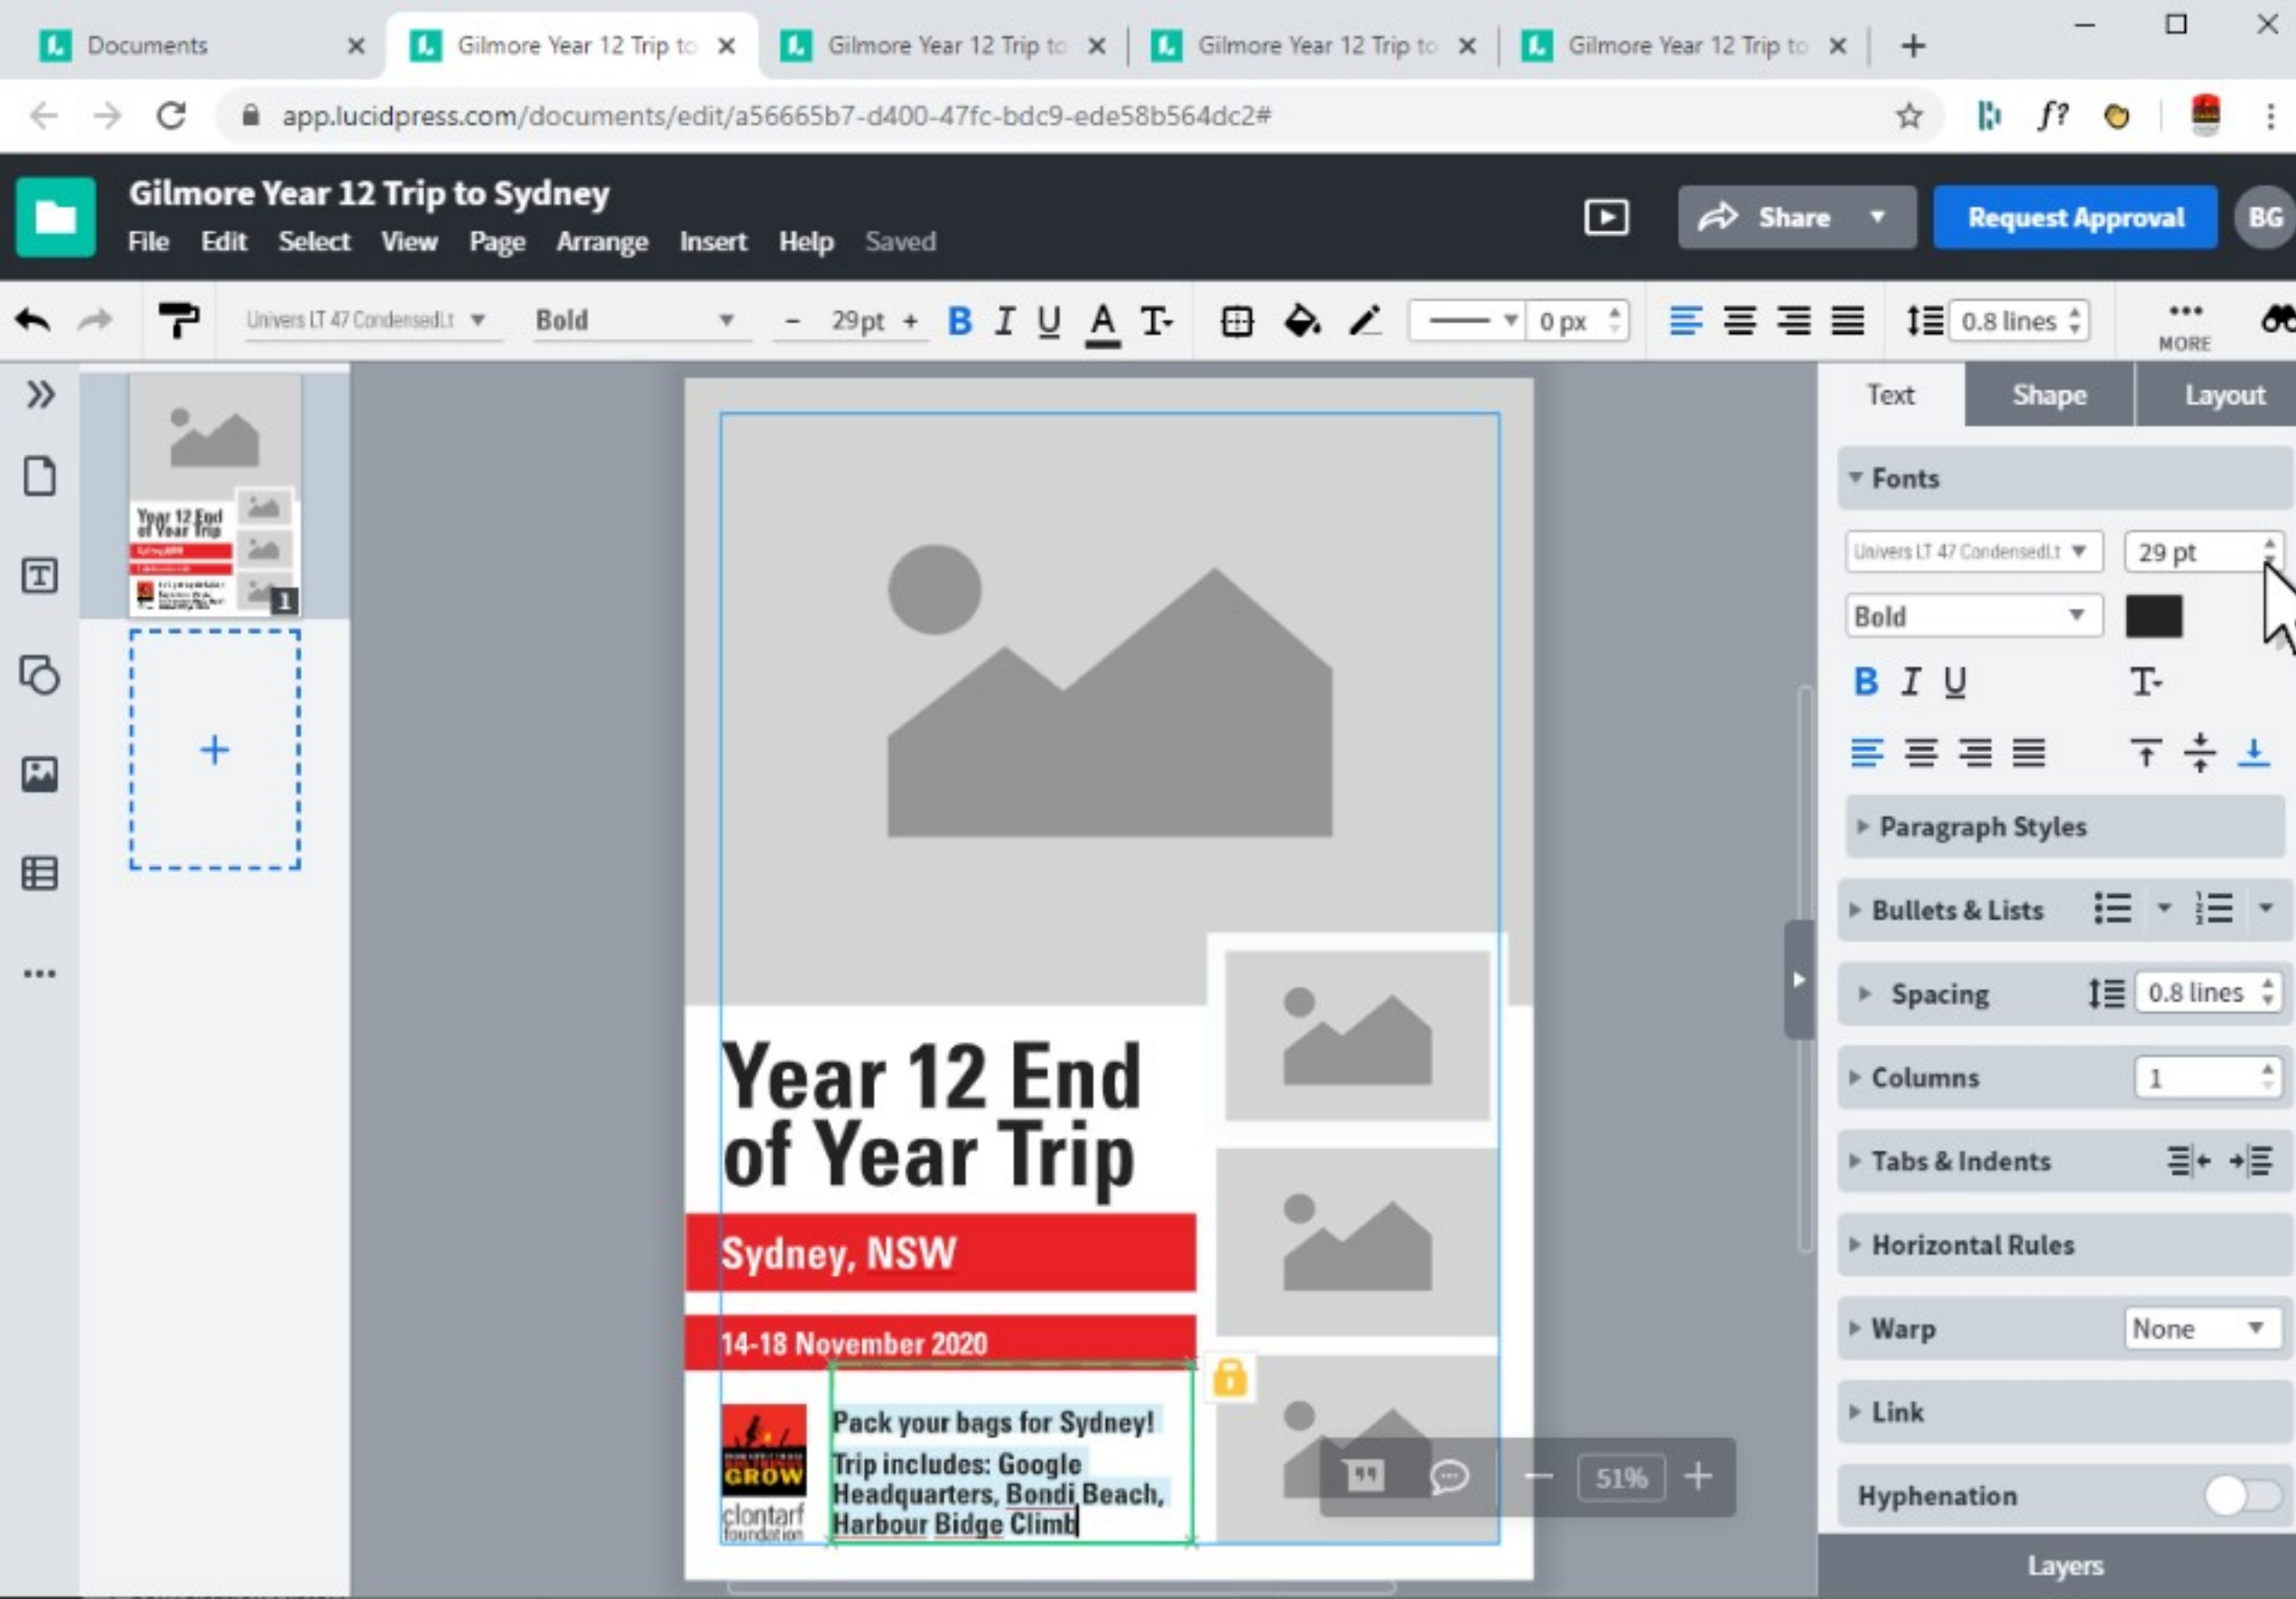 Documents
Gilmore Year 12 Trip to
Gilmore Year 12 Trip to
Gilmore Year 12 Trip to
Gilmore Year 12 Trip to
app.lucidpress.com/documents/edit/a56665b7-d400-47fc-bdc9-ede58b564dc2#
f?
Gilmore Year 12 Trip to Sydney
File Edit Select View Page Arrange Insert Help Saved
Share
Request Approval
BG
Univers LT 47 CondensedLt
Bold
29pt
B I U A T
0 px
0.8 lines
MORE
Text
Shape
Layout
Fonts
Univers LT 47 CondensedLt
29 pt
Bold
B I U
T
Paragraph Styles
Bullets & Lists
Spacing
0.8 lines
Columns
1
Tabs & Indents
Horizontal Rules
Warp
None
Link
Hyphenation
Layers
Year 12 End
of Year Trip
1
Year 12 End
of Year Trip
Sydney, NSW
14-18 November 2020
GROW
clontarf
foundation
Pack your bags for Sydney!
Trip includes: Google
Headquarters, Bondi Beach,
Harbour Bidge Climb
51%